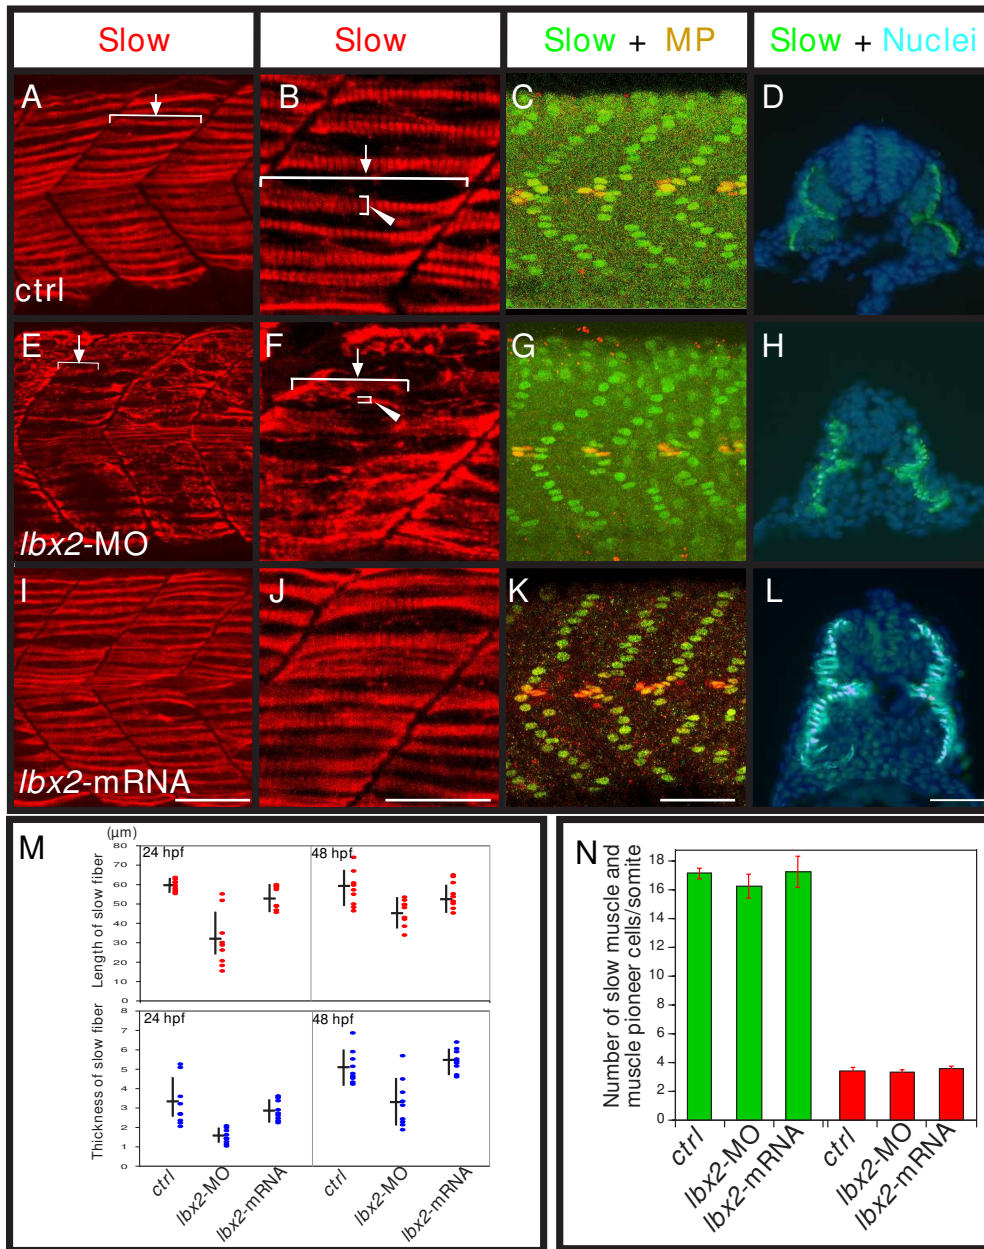 Slow
Slow
Slow + MP
Slow + Nuclei
A
B
C
D
ctrl
E
F
G
H
lbx2-MO
I
J
K
L
lbx2-mRNA
M
(μm)
24 hpf
48 hpf
Length of slow fiber
80
70
60
50
40
30
20
10
0
24 hpf
48 hpf
Thickness of slow fiber
8
7
6
5
4
3
2
1
0
ctrl
lbx2-MO
lbx2-mRNA
ctrl
lbx2-MO
lbx2-mRNA
N
Number of slow muscle and
muscle pioneer cells/somite
18
16
14
12
10
8
6
4
2
0
ctrl
lbx2-MO
lbx2-mRNA
ctrl
lbx2-MO
lbx2-mRNA